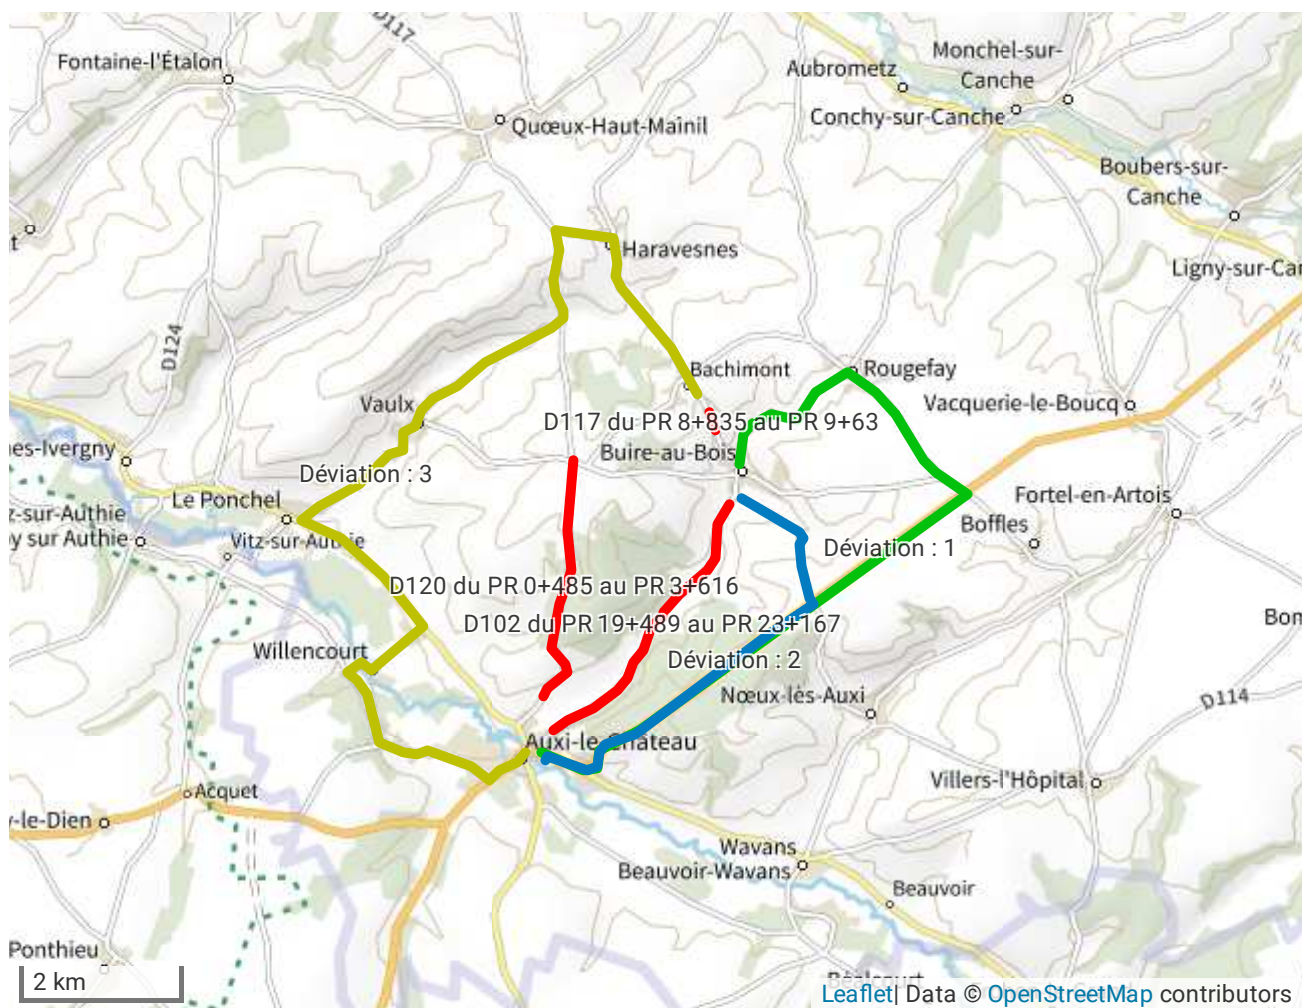 D117
Monchel-sur-
Canche
Fontaine-l'Étalon
Aubrometz
Conchy-sur-Canche
Quœux-Haut-Maînil
Boubers-sur-
Canche
t
Haravesnes
Ligny-sur-Can
D124
Bachimont
Rougefay
Vaulx
Vacquerie-le-Boucq
D117 du PR 8+835 au PR 9+63
es-Ivergny
Buire-au-Bois
Déviation : 3
Le Ponchel
Fortel-en-Artois
z-sur-Authie
y sur Authie
Vitz-sur-Authie
Boffles
Déviation : 1
D120 du PR 0+485 au PR 3+616
D102 du PR 19+489 au PR 23+167
Bon
Willencourt
Déviation : 2
Nœux-lès-Auxi
D114
Auxi-le-Château
Villers-l'Hôpital
Acquet
y-le-Dien
Wavans
Beauvoir-Wavans
Beauvoir
Ponthieu
2 km
Béalcourt
Leaflet | Data © OpenStreetMap contributors